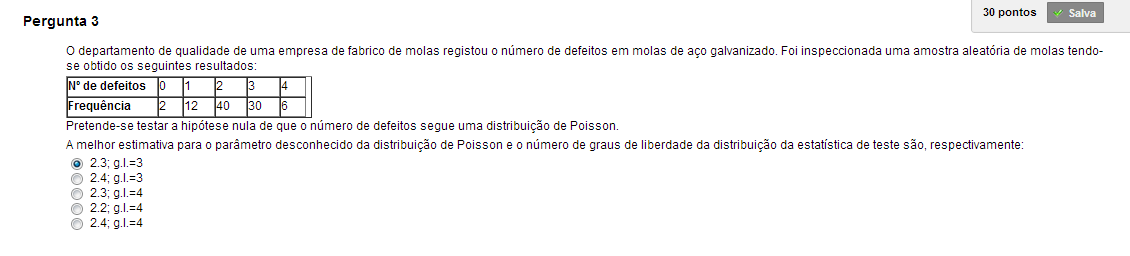 30 pontos Salva
Pergunta 3
O departamento de qualidade de uma empresa de fabrico de molas registou o número de defeitos em molas de aço galvanizado. Foi inspeccionada uma amostra aleatória de molas tendo-
se obtido os seguintes resultados:
Nº de defeitos 0 1 2 3 4
Frequência 2 12 40 30 6
Pretende-se testar a hipótese nula de que o número de defeitos segue uma distribuição de Poisson.
A melhor estimativa para o parâmetro desconhecido da distribuição de Poisson e o número de graus de liberdade da distribuição da estatística de teste são, respectivamente:
2.3; g.l.=3
2.4; g.l.=3
2.3; g.l.=4
2.2; g.l.=4
2.4; g.l.=4